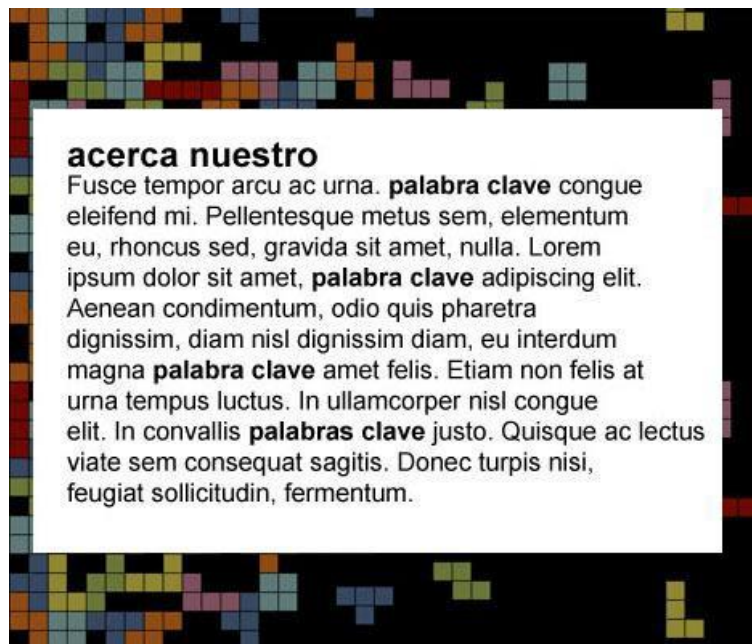 acerca nuestro
Fusce tempor arcu ac urna. palabra clave congue
eleifend mi. Pellentesque metus sem, elementum
eu, rhoncus sed, gravida sit amet, nulla. Lorem
ipsum dolor sit amet, palabra clave adipiscing elit.
Aenean condimentum, odio quis pharetra
dignissim, diam nisl dignissim diam, eu interdum
magna palabra clave amet felis. Etiam non felis at
urna tempus luctus. In ullamcorper nisl congue
elit. In convallis palabras clave justo. Quisque ac lectus
viate sem consequat sagitis. Donec turpis nisi,
feugiat sollicitudin, fermentum.